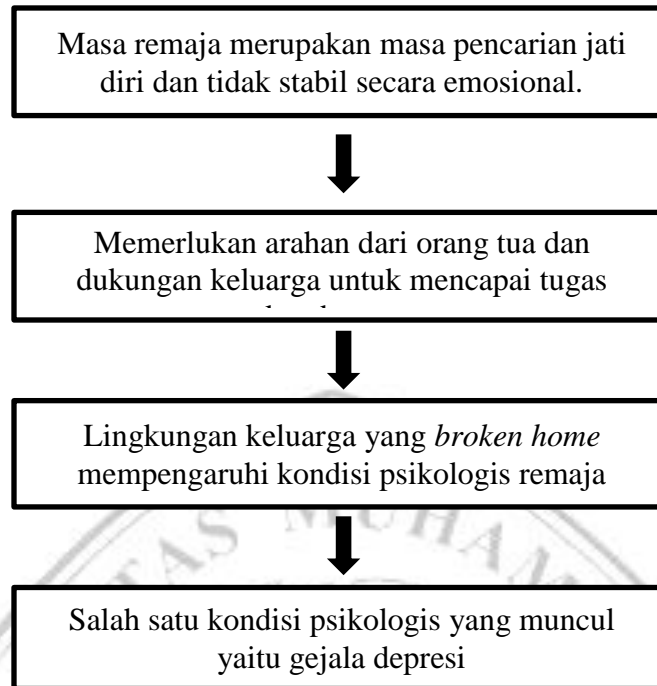 Masa remaja merupakan masa pencarian jati
diri dan tidak stabil secara emosional.
Memerlukan arahan dari orang tua dan
dukungan keluarga untuk mencapai tugas
Lingkungan keluarga yang broken home
mempengaruhi kondisi psikologis remaja
TAS MUHAM
Salah satu kondisi psikologis yang muncul
yaitu gejala depresi